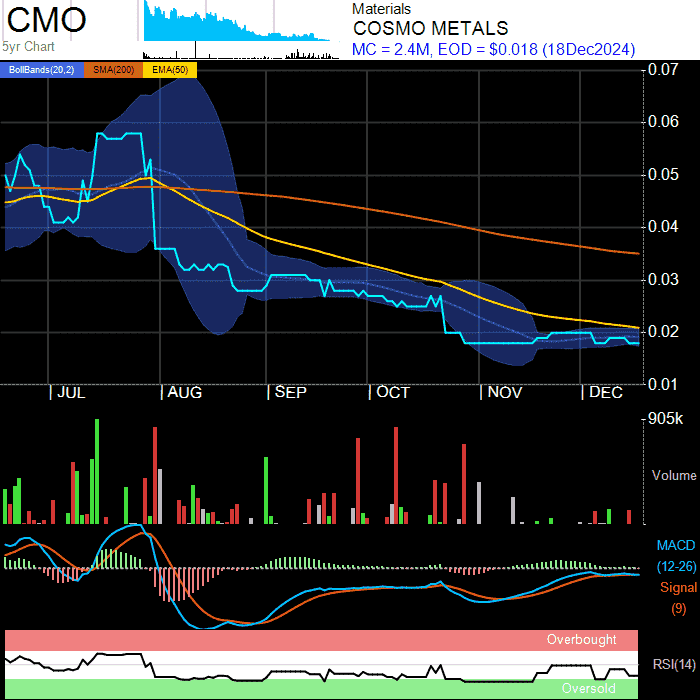 CMO
5yr Chart
Materials
COSMO METALS
MC = 2.4M, EOD = $0.018 (18Dec2024)
BollBands(20,2) SMA(200) EMA(50)
0.07
0.06
0.05
0.04
0.03
0.02
0.01
JUL AUG SEP OCT NOV DEC
905k
Volume
MACD
(12-26)
Signal
(9)
Overbought
RSI(14)
Oversold